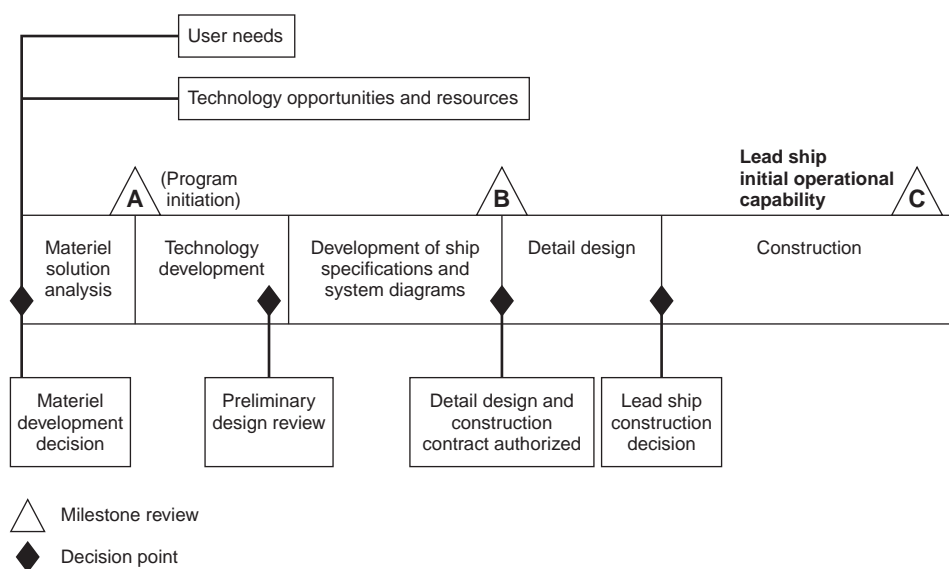 User needs
Technology opportunities and resources
A
(Program
initiation)
B
Lead ship
initial operational
capability
C
Materiel
solution
analysis
Technology
development
Development of ship
specifications and
system diagrams
Detail design
Construction
Materiel
development
decision
Preliminary
design review
Detail design and
construction
contract authorized
Lead ship
construction
decision
Milestone review
Decision point